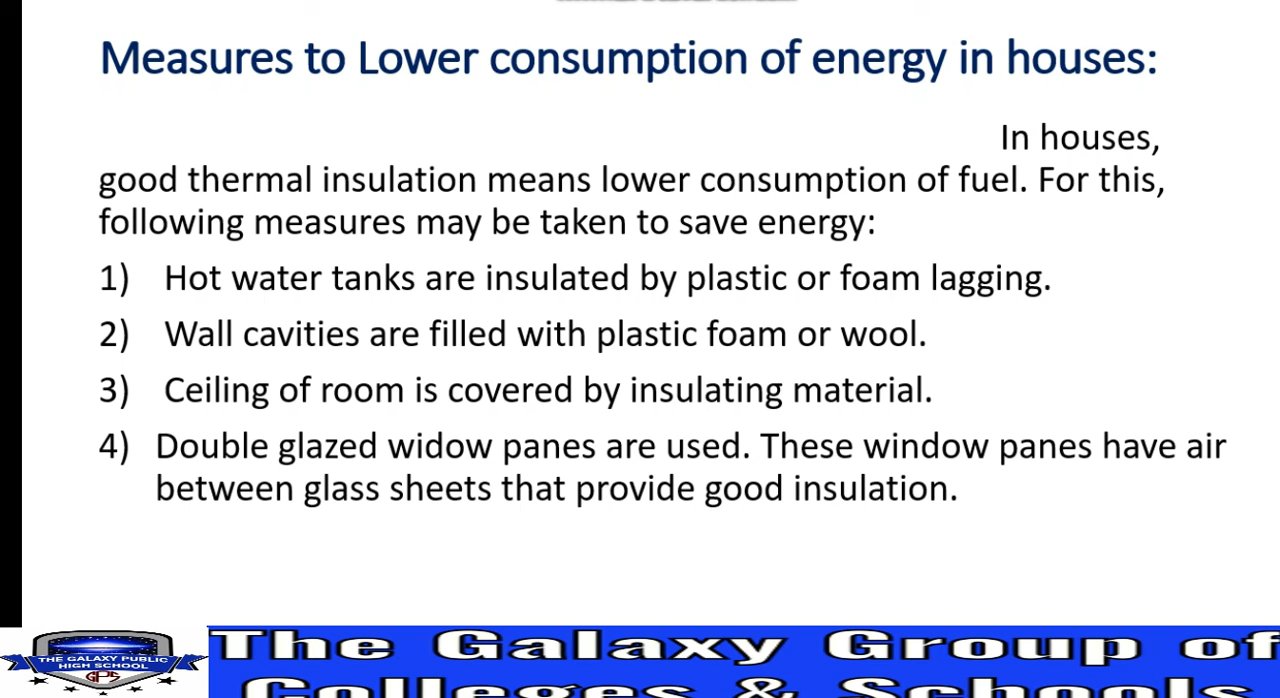 Measures to Lower consumption of energy in houses:
In houses,
good thermal insulation means lower consumption of fuel. For this,
following measures may be taken to save energy:
1) Hot water tanks are insulated by plastic or foam lagging.
2) Wall cavities are filled with plastic foam or wool.
3) Ceiling of room is covered by insulating material.
4) Double glazed widow panes are used. These window panes have air
between glass sheets that provide good insulation.
THE GALAXY PUBLIC
HIGH SCHOOL
GPS
The Galaxy Group of
Colleges & Schools